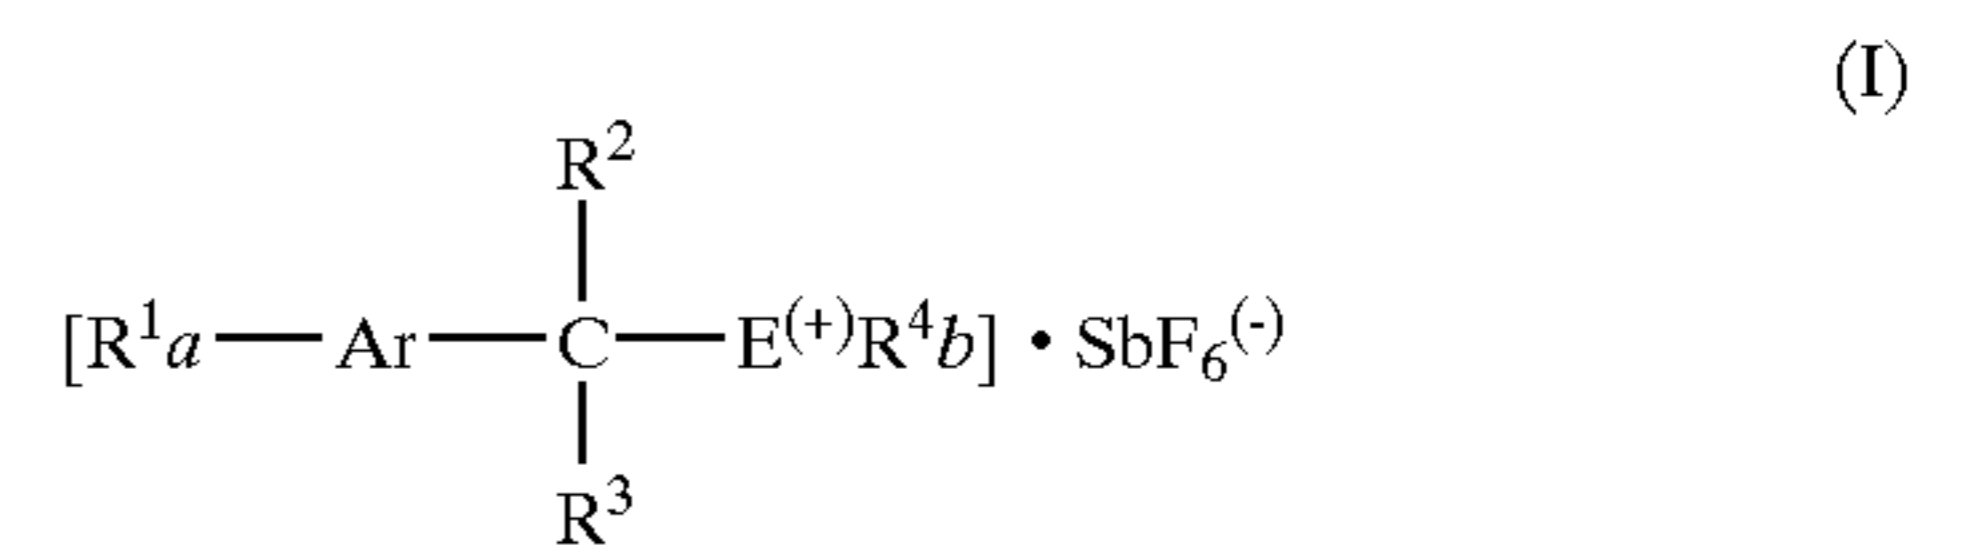 (I)
R²
[R¹a—Ar—C—E⁽⁺⁾R⁴b] • SbF₆⁽⁻⁾
R³